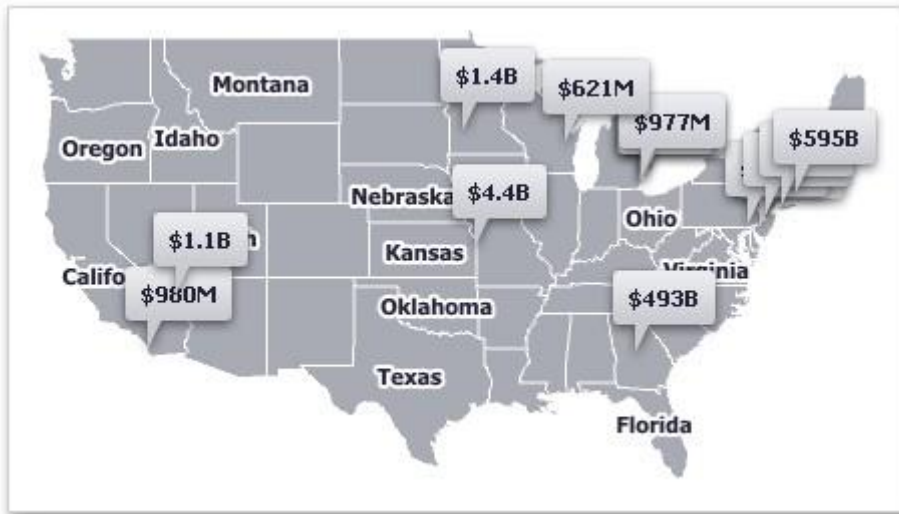 Montana
$1.4B
$621M
$977M
$595B
Oregon
Idaho
Nebraska
$4.4B
Ohio
$1.1B
Kansas
Virginia
$980M
Oklahoma
$493B
Texas
Florida